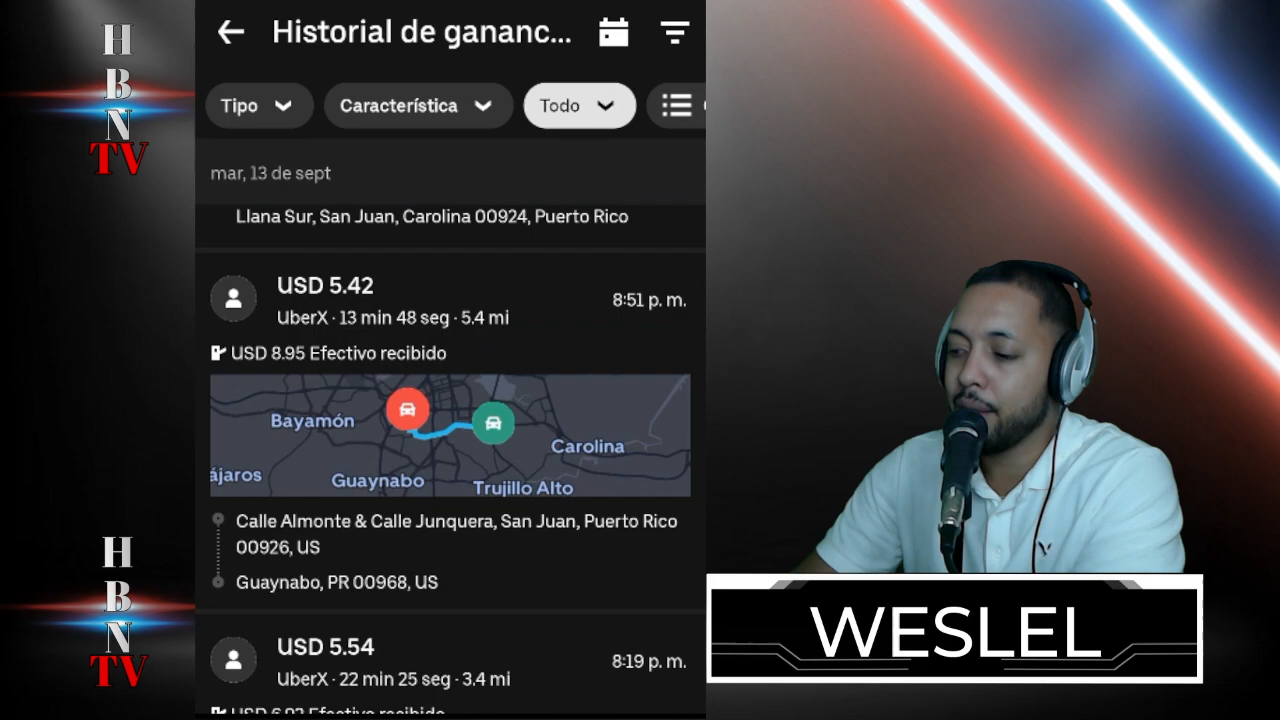 H
B
N
TV
Historial de gananc...
Tipo
Característica
Todo
mar, 13 de sept
Llana Sur, San Juan, Carolina 00924, Puerto Rico
USD 5.42
8:51 p. m.
UberX · 13 min 48 seg · 5.4 mi
USD 8.95 Efectivo recibido
Bayamón
Carolina
ájaros
Guaynabo
Trujillo Alto
Calle Almonte & Calle Junquera, San Juan, Puerto Rico
00926, US
Guaynabo, PR 00968, US
USD 5.54
8:19 p. m.
UberX · 22 min 25 seg · 3.4 mi
H
B
N
TV
WESLEL